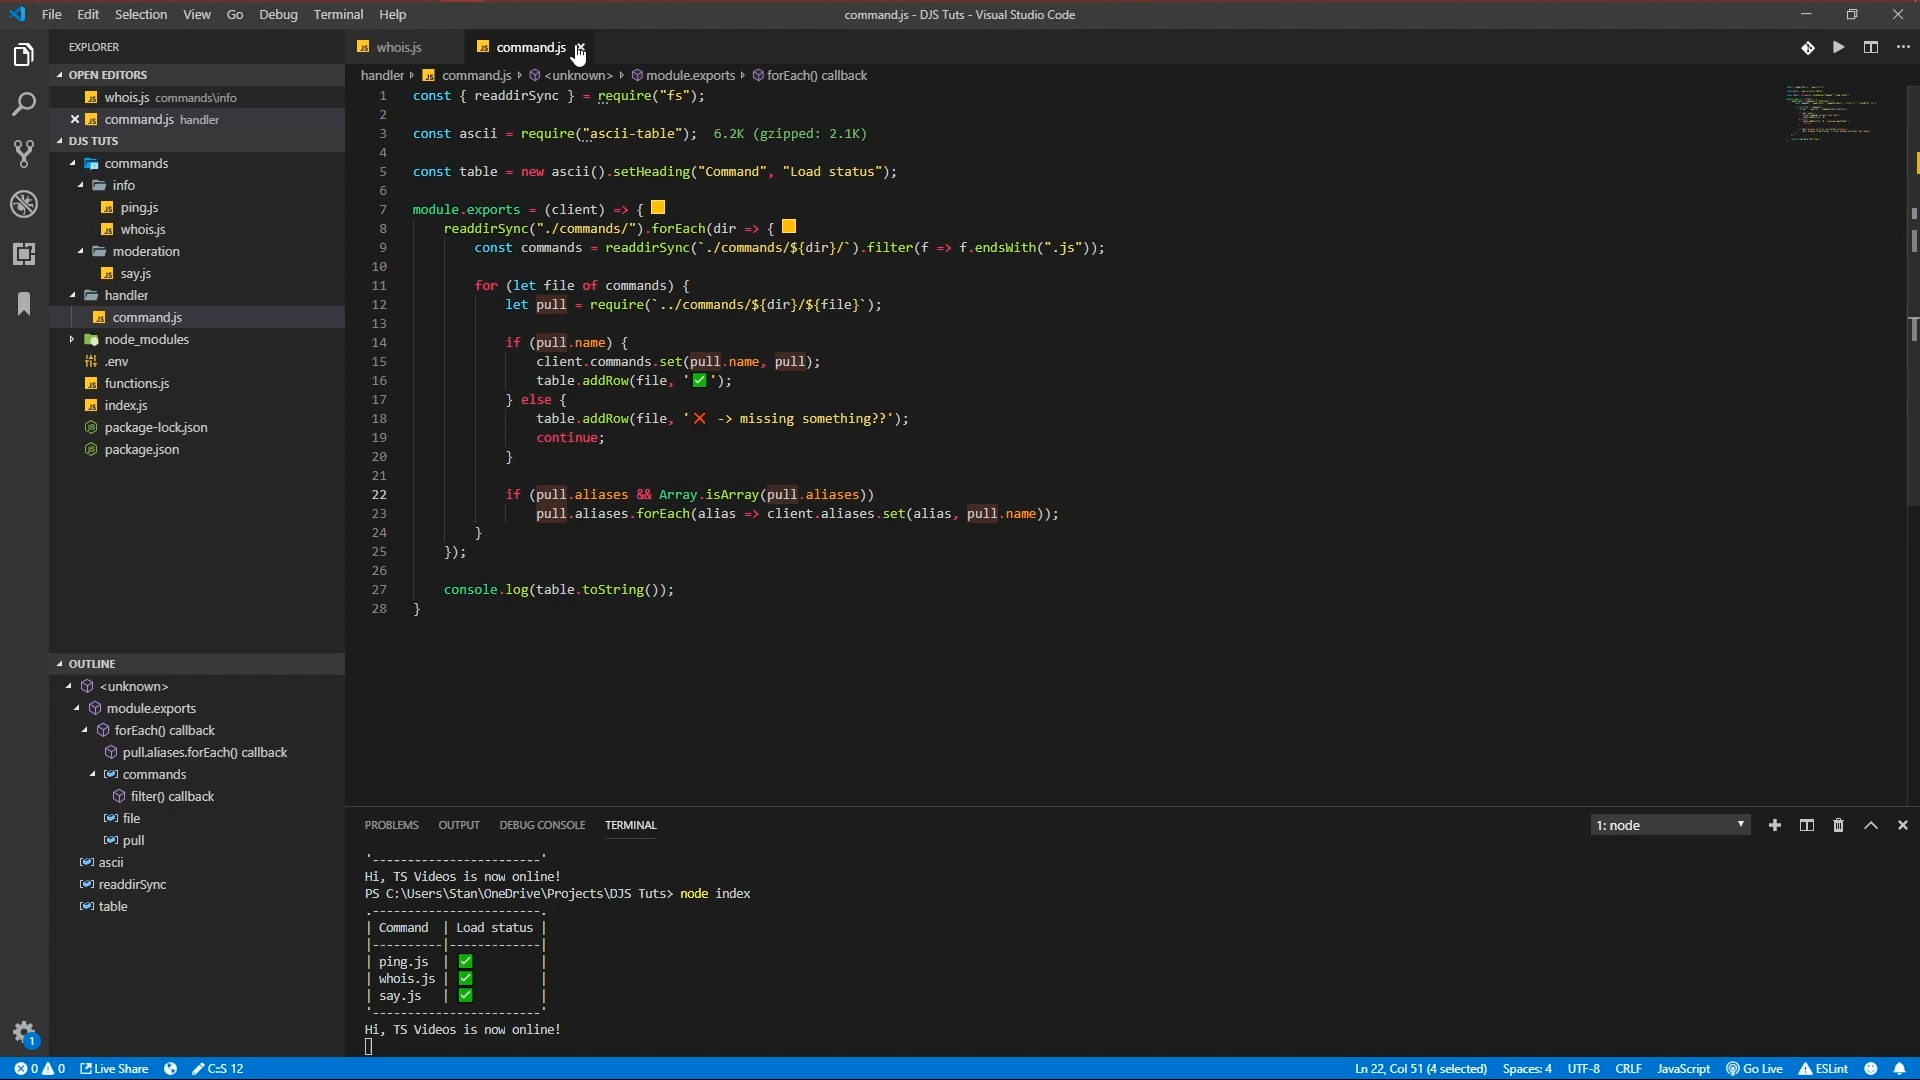 File Edit Selection View Go Debug Terminal Help
command.js - DJS Tuts - Visual Studio Code
EXPLORER
OPEN EDITORS
whois.js commands\info
command.js handler
DJS TUTS
commands
info
ping.js
whois.js
moderation
say.js
handler
command.js
node_modules
.env
functions.js
index.js
package-lock.json
package.json
OUTLINE
<unknown>
module.exports
forEach() callback
pull.aliases.forEach() callback
commands
filter() callback
file
pull
ascii
readdirSync
table
whois.js command.js
handler command.js <unknown> module.exports forEach() callback
1 const { readdirSync } = require("fs");
2
3 const ascii = require("ascii-table"); 6.2K (gzipped: 2.1K)
4
5 const table = new ascii().setHeading("Command", "Load status");
6
7 module.exports = (client) => {
8 readdirSync("./commands/").forEach(dir => {
9 const commands = readdirSync(`./commands/${dir}/`).filter(f => f.endsWith(".js"));
10
11 for (let file of commands) {
12 let pull = require(`../commands/${dir}/${file}`);
13
14 if (pull.name) {
15 client.commands.set(pull.name, pull);
16 table.addRow(file, '✅');
17 } else {
18 table.addRow(file, '❌ -> missing something??');
19 continue;
20 }
21
22 if (pull.aliases && Array.isArray(pull.aliases))
23 pull.aliases.forEach(alias => client.aliases.set(alias, pull.name));
24 }
25 });
26
27 console.log(table.toString());
28 }
PROBLEMS OUTPUT DEBUG CONSOLE TERMINAL
1: node
'-----------------------'
Hi, TS Videos is now online!
PS C:\Users\Stan\OneDrive\Projects\DJS Tuts> node index
.-----------------------.
| Command | Load status |
|----------|-------------|
| ping.js | ✅ |
| whois.js | ✅ |
| say.js | ✅ |
'-----------------------'
Hi, TS Videos is now online!
1
0 0 Live Share C:S 12
Ln 22, Col 51 (4 selected) Spaces: 4 UTF-8 CRLF JavaScript Go Live ESLint